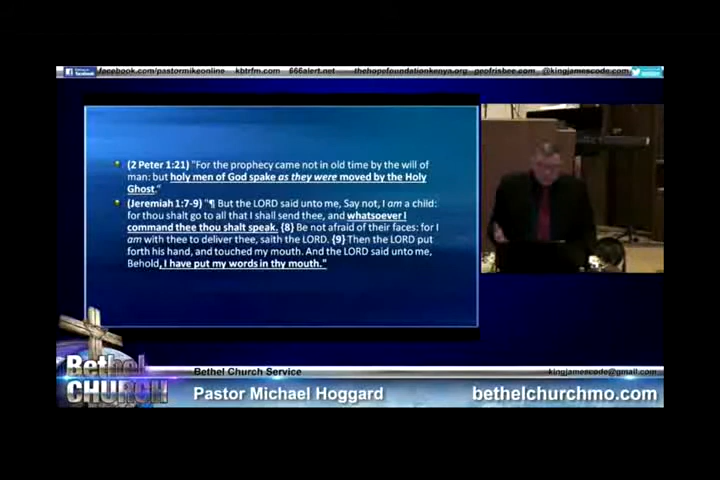 facebook.com/pastormikeonline kbtrfm.com 666alert.net thehopefoundationkenya.org geofrisbee.com @kingjamescode.com
(2 Peter 1:21) "For the prophecy came not in old time by the will of
man: but holy men of God spake as they were moved by the Holy
Ghost."
(Jeremiah 1:7-9) "¶ But the LORD said unto me, Say not, I am a child:
for thou shalt go to all that I shall send thee, and whatsoever I
command thee thou shalt speak. {8} Be not afraid of their faces: for I
am with thee to deliver thee, saith the LORD. {9} Then the LORD put
forth his hand, and touched my mouth. And the LORD said unto me,
Behold, I have put my words in thy mouth."
Bethel
CHURCH
Bethel Church Service
kingjamescode@gmail.com
Pastor Michael Hoggard
bethelchurchmo.com